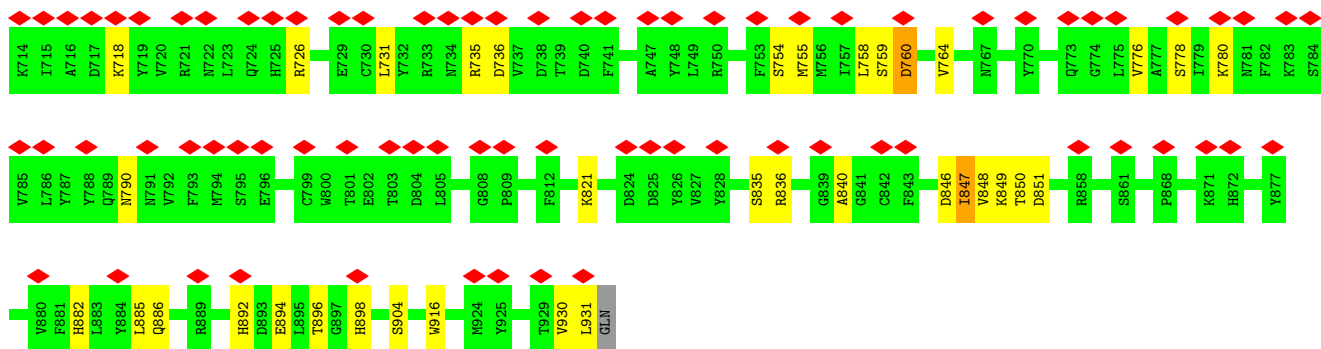 K714 I715 A716 D717 K718 Y719 V720 R721 N722 L723 Q724 H725 R726 E729 C730 L731 Y732 R733 N734 R735 D736 V737 D738 T739 D740 F741 A747 Y748 L749 R750 F753 S754 M755 M756 I757 L758 S759 D760 V764 N767 Y770 Q773 G774 L775 V776 A777 S778 I779 K780 N781 F782 K783 S784
V785 L786 Y787 Y788 Q789 N790 N791 V792 F793 M794 S795 E796 C799 W800 T801 E802 T803 D804 L805 G808 P809 F812 K821 D824 D825 Y826 V827 Y828 S835 R836 G839 A840 G841 C842 F843 D846 I847 V848 K849 T850 D851 R858 S861 P868 K871 H872 Y877
V880 F881 H882 L883 Y884 L885 Q886 R889 H892 D893 E894 L895 T896 G897 H898 S904 W916 M924 Y925 T929 V930 L931 GLN